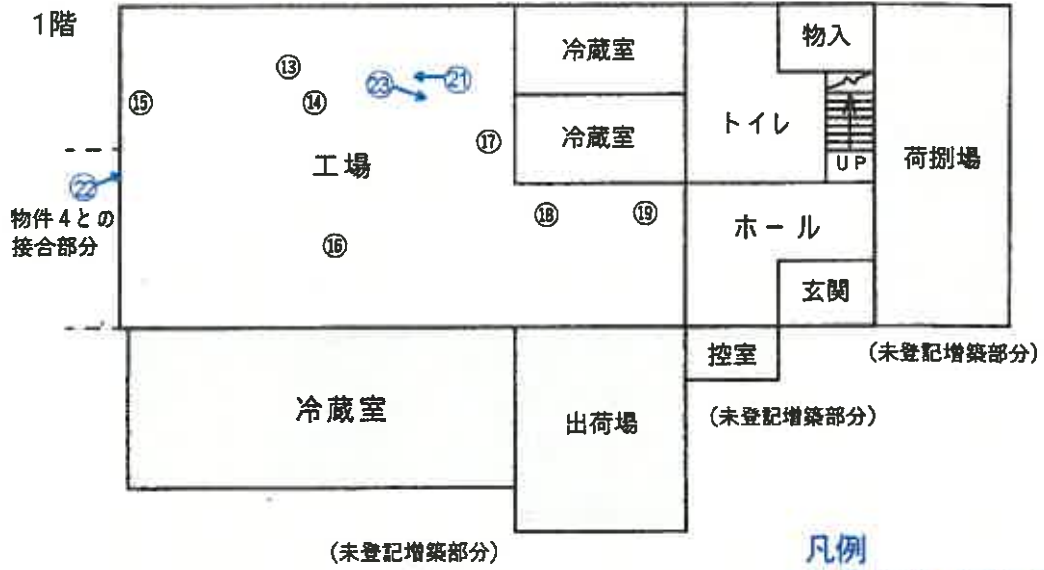 1階
物入
冷蔵室
⑬
㉓
㉑
⑮
⑭
冷蔵室
トイレ
⑰
荷捌場
工場
UP
㉒
物件4との
接合部分
⑱
⑲
ホール
⑯
玄関
控室
(未登記増築部分)
冷蔵室
出荷場
(未登記増築部分)
(未登記増築部分)
凡例